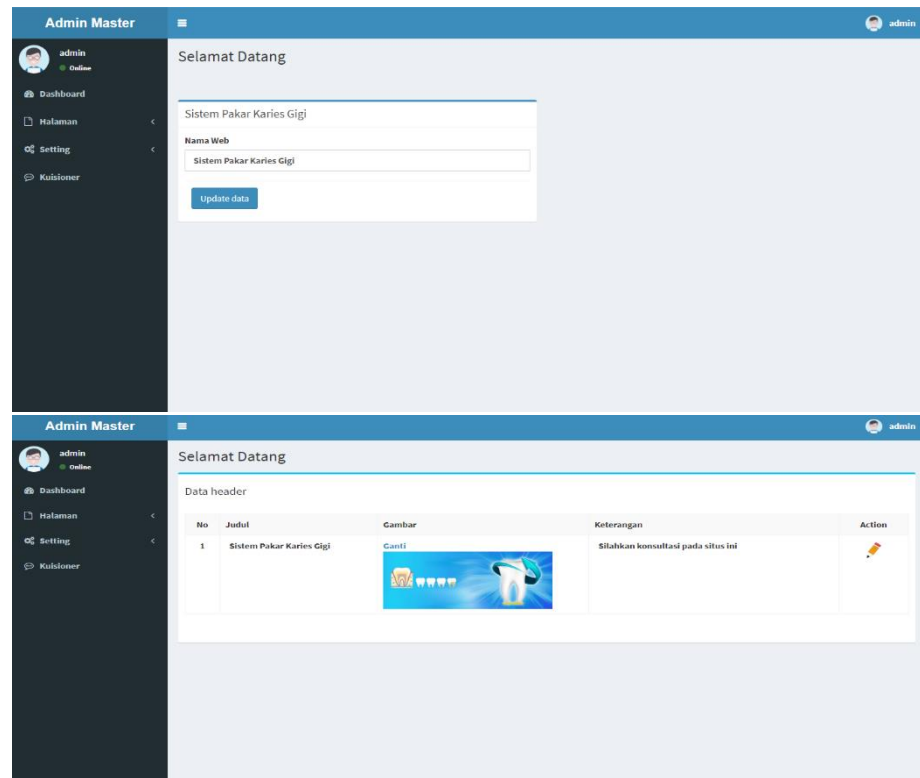 Admin Master
admin
admin
Online
Selamat Datang
Dashboard
Halaman
Setting
Kuisioner
Sistem Pakar Karies Gigi
Nama Web
Sistem Pakar Karies Gigi
Update data
Admin Master
admin
admin
Online
Selamat Datang
Dashboard
Halaman
Setting
Kuisioner
Data header
No Judul Gambar Keterangan Action
1 Sistem Pakar Karies Gigi Ganti Silahkan konsultasi pada situs ini